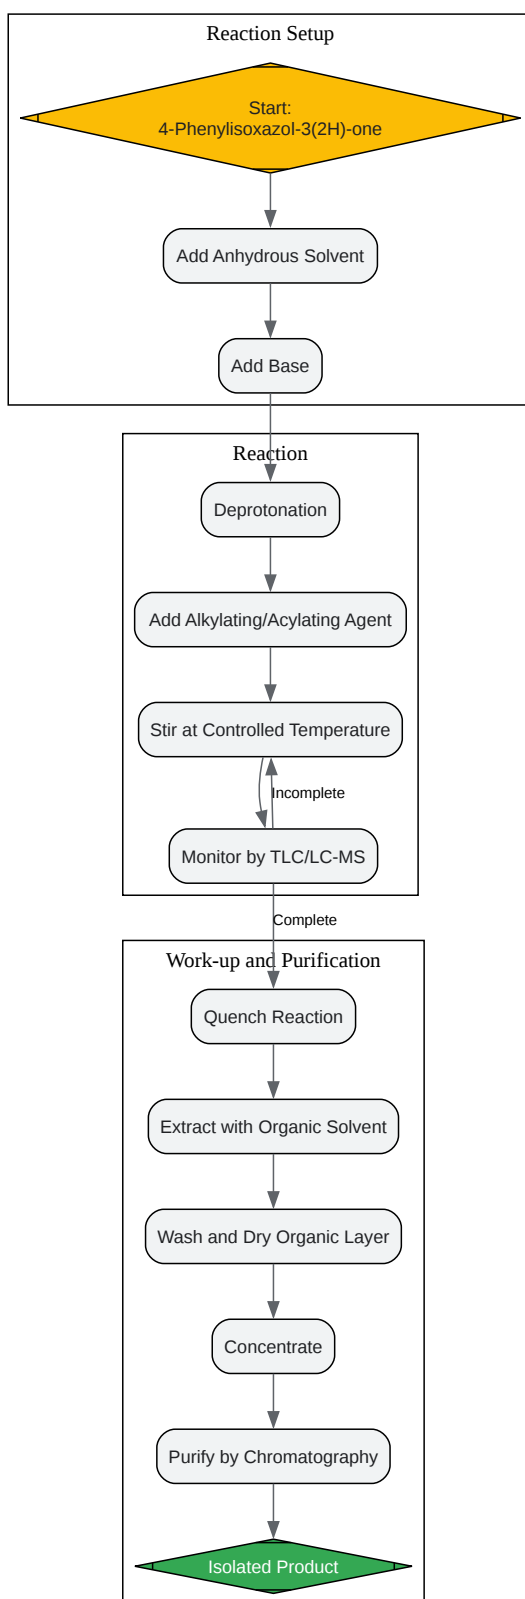 Reaction Setup
Start:
4-Phenylisoxazol-3(2H)-one
Add Anhydrous Solvent
Add Base
Reaction
Deprotonation
Add Alkylating/Acylating Agent
Stir at Controlled Temperature
Incomplete
Monitor by TLC/LC-MS
Complete
Work-up and Purification
Quench Reaction
Extract with Organic Solvent
Wash and Dry Organic Layer
Concentrate
Purify by Chromatography
Isolated Product